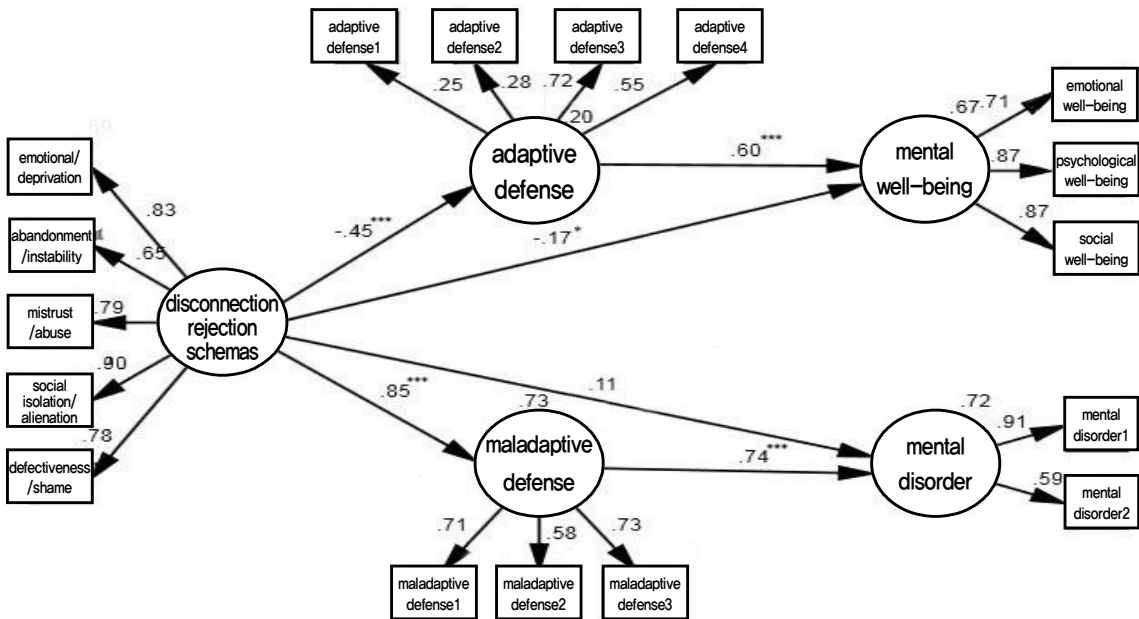 adaptive
defense1
adaptive
defense2
adaptive
defense3
adaptive
defense4
.25
.28
.72
.55
.20
adaptive
defense
.60***
mental
well-being
.67
.71
emotional
well-being
.87
psychological
well-being
.87
social
well-being
emotional/
deprivation
.83
abandonment
/instability
.65
mistrust
/abuse
.79
social
isolation/
alienation
.90
defectiveness
/shame
.78
disconnection
rejection
schemas
-.45***
-.17*
.11
.85***
.73
maladaptive
defense
.74***
.72
mental
disorder
.91
mental
disorder1
.59
mental
disorder2
.71
.58
.73
maladaptive
defense1
maladaptive
defense2
maladaptive
defense3